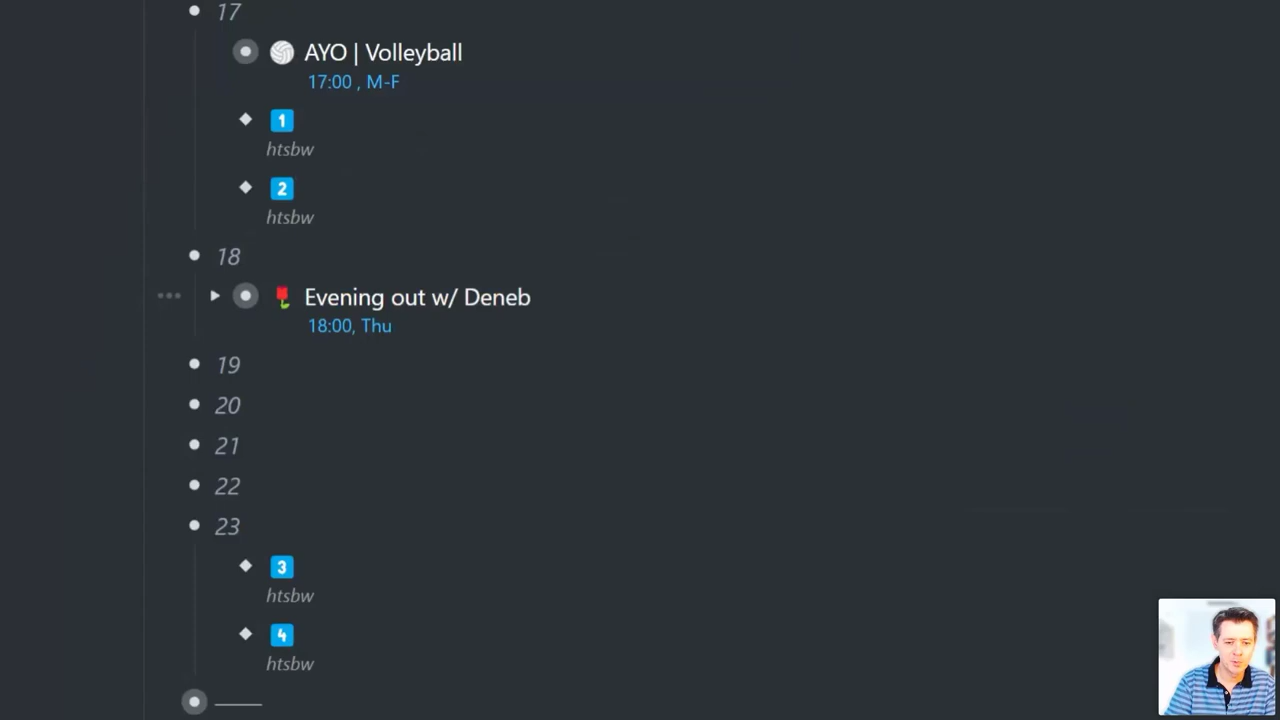 17
AYO | Volleyball
17:00 , M-F
1
htsbw
2
htsbw
18
Evening out w/ Deneb
18:00, Thu
19
20
21
22
23
3
htsbw
4
htsbw